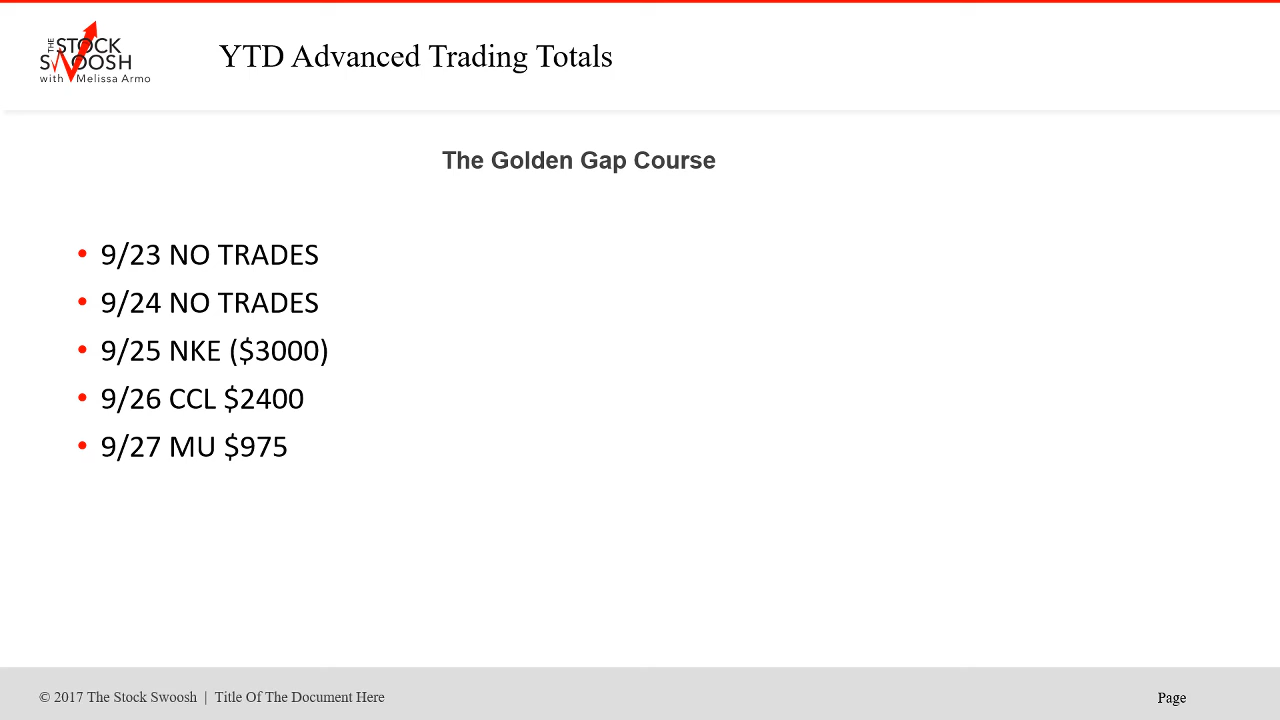 THE STOCK
SWOOSH
with Melissa Armo
YTD Advanced Trading Totals
The Golden Gap Course
• 9/23 NO TRADES
• 9/24 NO TRADES
• 9/25 NKE ($3000)
• 9/26 CCL $2400
• 9/27 MU $975
© 2017 The Stock Swoosh | Title Of The Document Here
Page